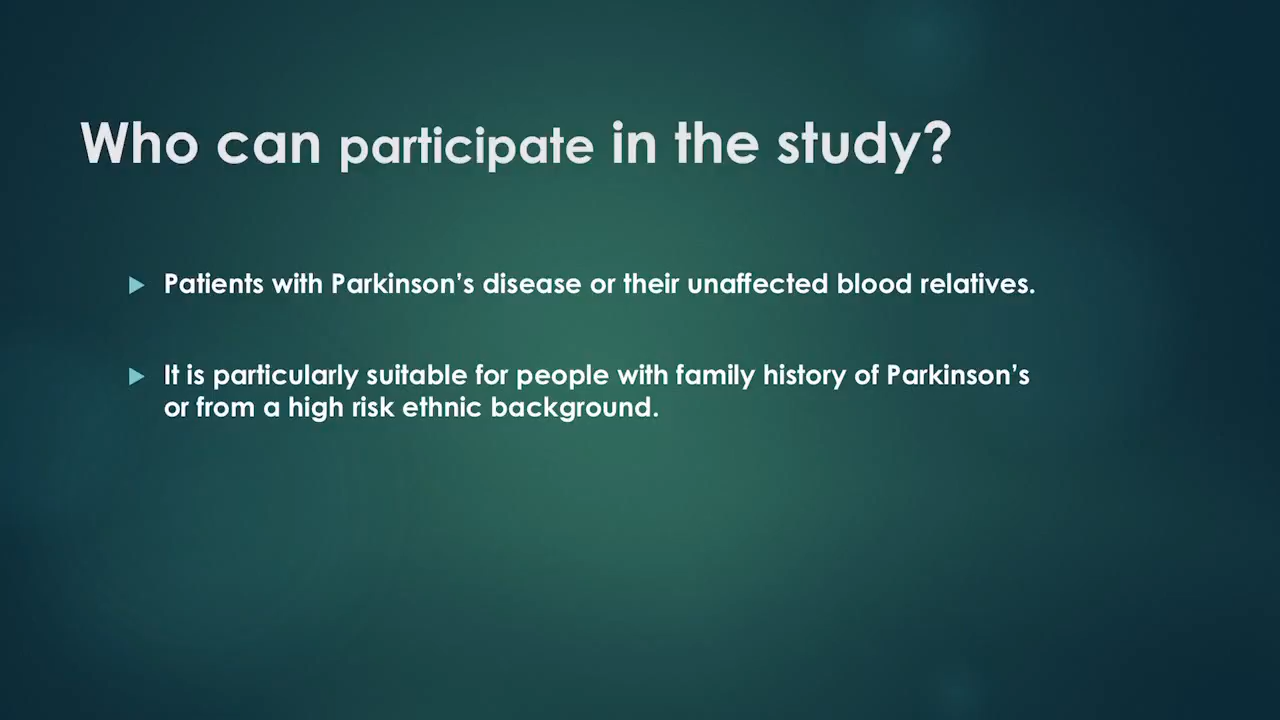 Who can participate in the study?
Patients with Parkinson’s disease or their unaffected blood relatives.
It is particularly suitable for people with family history of Parkinson’s
or from a high risk ethnic background.